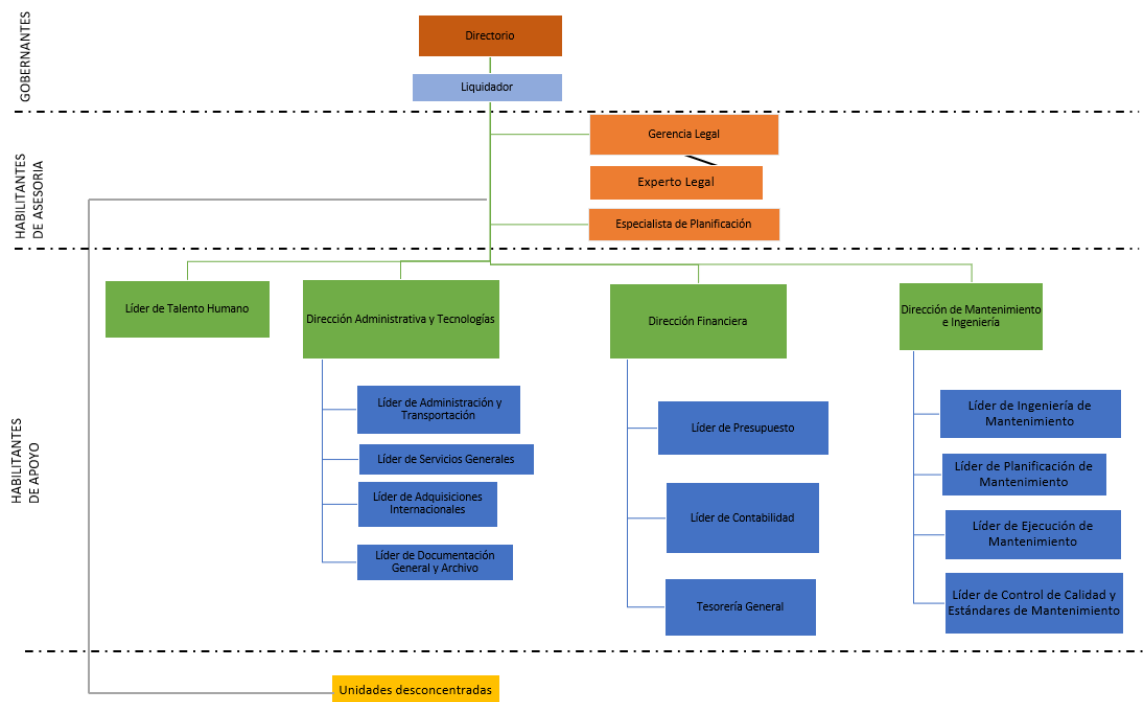 GOBERNANTES
Directorio
Liquidador
HABILITANTES
DE ASESORIA
Gerencia Legal
Experto Legal
Especialista de Planificación
HABILITANTES
DE APOYO
Líder de Talento Humano
Dirección Administrativa y Tecnologías
Líder de Administración y
Transportación
Líder de Servicios Generales
Líder de Adquisiciones
Internacionales
Líder de Documentación
General y Archivo
Dirección Financiera
Líder de Presupuesto
Líder de Contabilidad
Tesorería General
Dirección de Mantenimiento
e Ingeniería
Líder de Ingeniería de
Mantenimiento
Líder de Planificación de
Mantenimiento
Líder de Ejecución de
Mantenimiento
Líder de Control de Calidad y
Estándares de Mantenimiento
Unidades desconcentradas